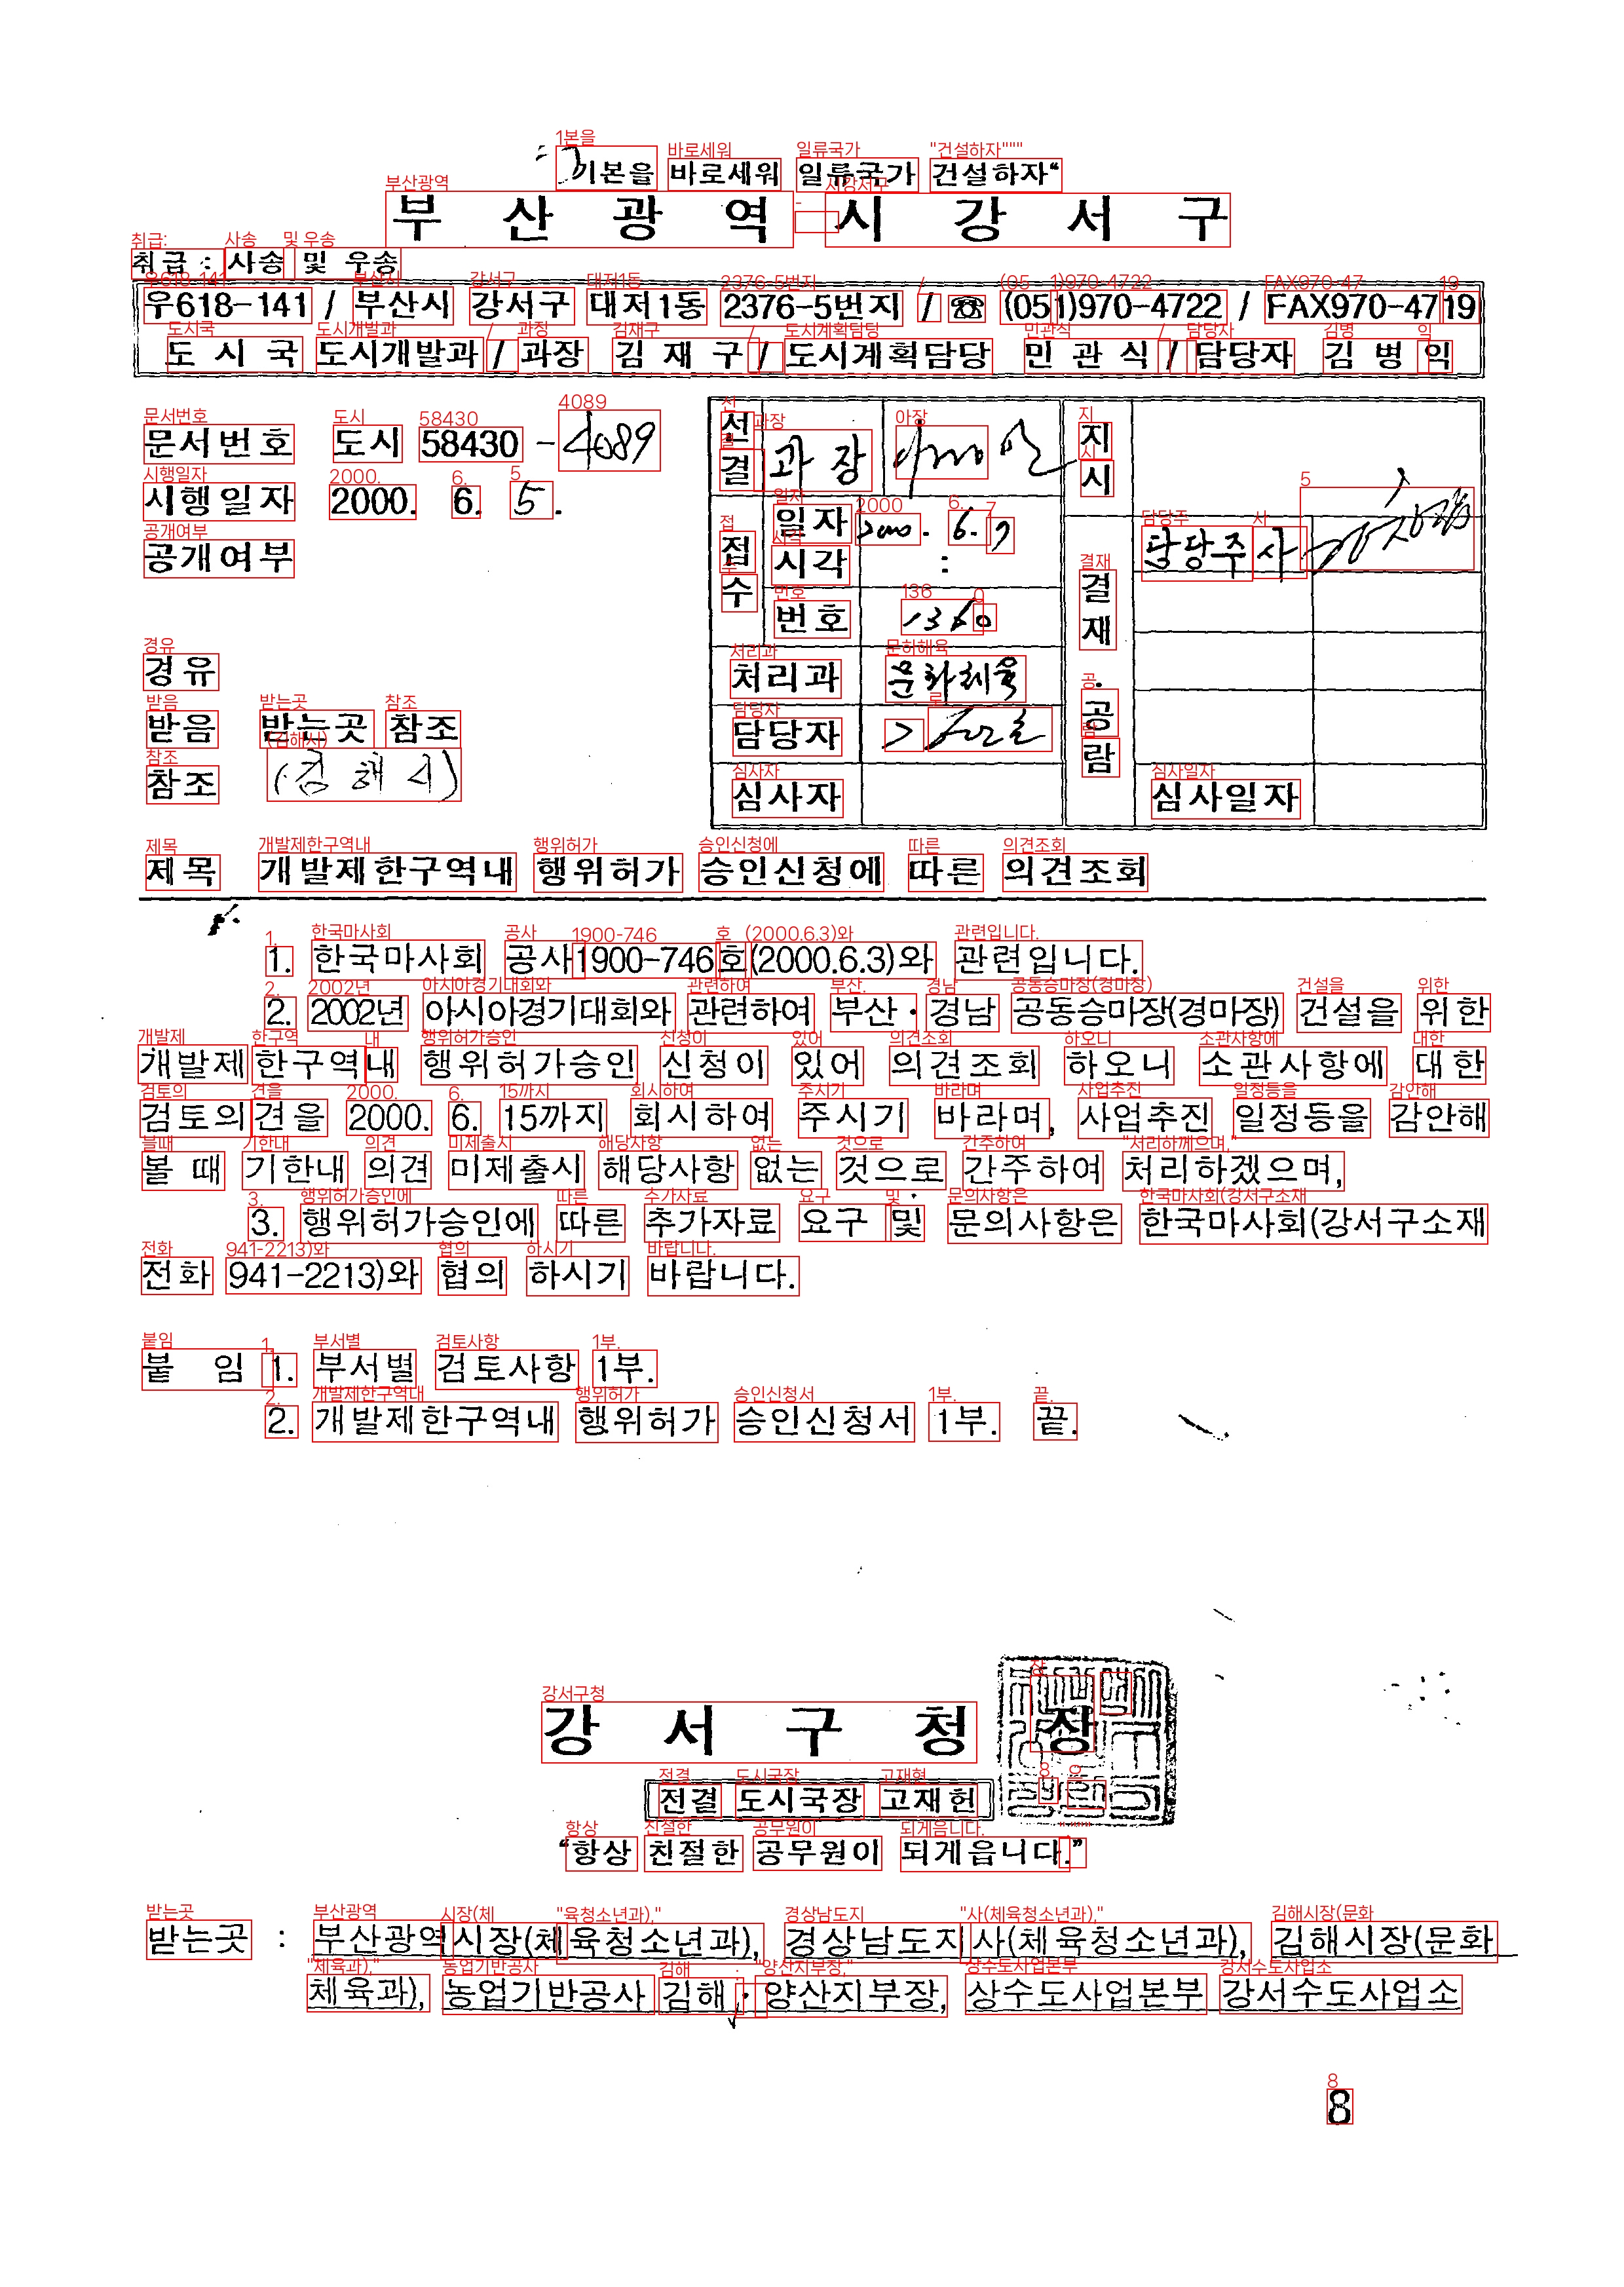 기본을 바로세워 일류국가 건설하자“
부 산 광 역 시 강 서 구
취급 : 사송 및 우송
우618-141 / 부산시 강서구 대저1동 2376-5번지 / ☎ (051)970-4722 / FAX970-4719
도 시 국 도시개발과 / 과장 김 재 구 / 도시계획담당 민 관 식 / 담당자 김 병 익
문서번호 도시 58430 - 4089
시행일자 2000. 6. 5.
공개여부
경유
받음 받는곳 참조
참조 (김해시)
선결 과장
지시
접수 일자 2000. 6. 7
시각 :
번호 1360
결재 담당주사
처리과 문화체육
담당자
공람
심사자
심사일자
제목 개발제한구역내 행위허가 승인신청에 따른 의견조회
1. 한국마사회 공사1900-746호(2000.6.3)와 관련입니다.
2. 2002년 아시아경기대회와 관련하여 부산·경남 공동승마장(경마장) 건설을 위한
개발제한구역내 행위허가승인 신청이 있어 의견조회 하오니 소관사항에 대한
검토의견을 2000. 6. 15까지 회시하여 주시기 바라며, 사업추진 일정등을 감안해
볼 때 기한내 의견 미제출시 해당사항 없는 것으로 간주하여 처리하겠으며,
3. 행위허가승인에 따른 추가자료 요구 및 문의사항은 한국마사회(강서구소재
전화 941-2213)와 협의 하시기 바랍니다.
붙 임 1. 부서별 검토사항 1부.
2. 개발제한구역내 행위허가 승인신청서 1부. 끝.
강 서 구 청 장
전결 도시국장 고재헌
“항상 친절한 공무원이 되게읍니다.”
받는곳 : 부산광역시장(체육청소년과), 경상남도지사(체육청소년과), 김해시장(문화
체육과), 농업기반공사 김해·양산지부장, 상수도사업본부 강서수도사업소
8